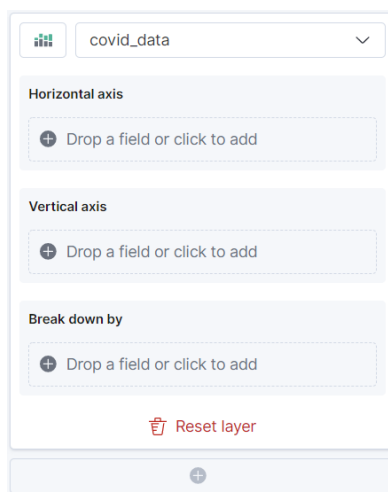 covid_data
Horizontal axis
Drop a field or click to add
Vertical axis
Drop a field or click to add
Break down by
Drop a field or click to add
Reset layer